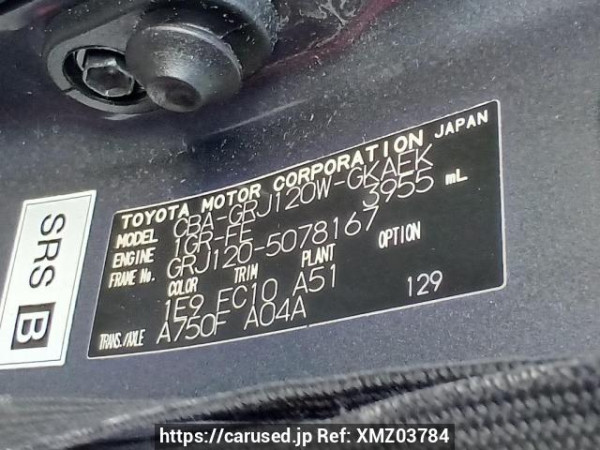 TOYOTA MOTOR CORPORATION JAPAN
MODEL CBA-GRJ120W-GKAEK
ENGINE 1GR-FE 3955 mL
FRAME No. GRJ120-5078167
COLOR TRIM PLANT OPTION
1E9 FC10 A51
TRANS./AXLE A750F A04A 129
SRS B
https://carused.jp Ref: XMZ03784